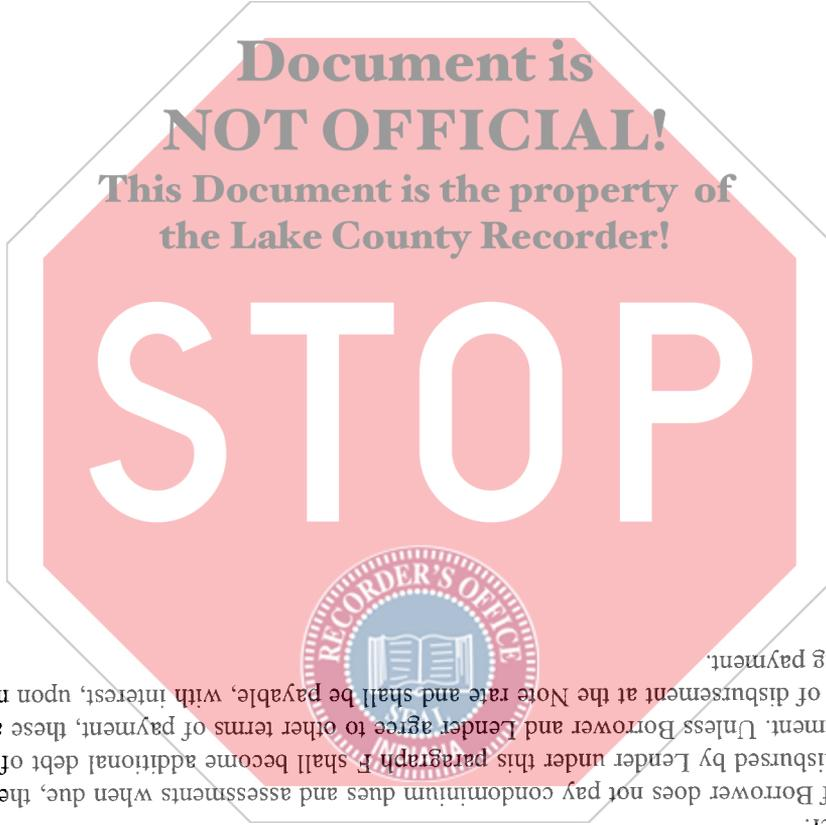 Document is
NOT OFFICIAL!
This Document is the property of
the Lake County Recorder!
STOP
RECORDER'S OFFICE
SEAL
INDIANA
f Borrower does not pay condominium dues and assessments when due, the
isbursed by Lender under this paragraph F shall become additional debt of
ment. Unless Borrower and Lender agree to other terms of payment, these
of disbursement at the Note rate and shall be payable, with interest, upon
g payment.